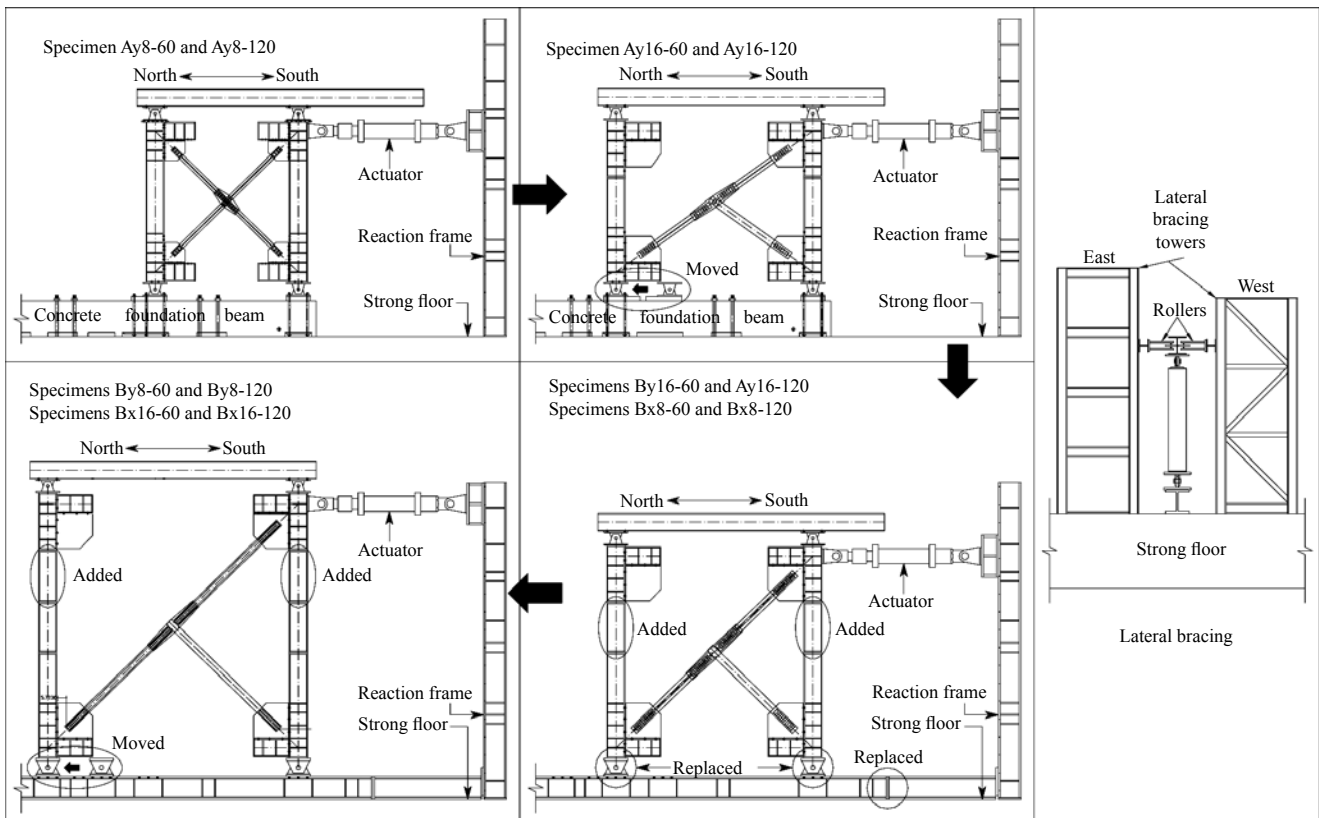 Specimen Ay8-60 and Ay8-120
North
South
Actuator
Reaction frame
Strong floor
Concrete foundation beam
*
Specimen Ay16-60 and Ay16-120
North
South
Actuator
Reaction frame
Moved
Strong floor
Concrete foundation beam
*
Specimens By8-60 and By8-120
Specimens Bx16-60 and Bx16-120
North
South
Actuator
Added
Added
Reaction frame
Strong floor
Moved
Specimens By16-60 and Ay16-120
Specimens Bx8-60 and Bx8-120
North
South
Actuator
Added
Added
Reaction frame
Strong floor
Replaced
Replaced
Lateral
bracing
towers
East
West
Rollers
Strong floor
Lateral bracing